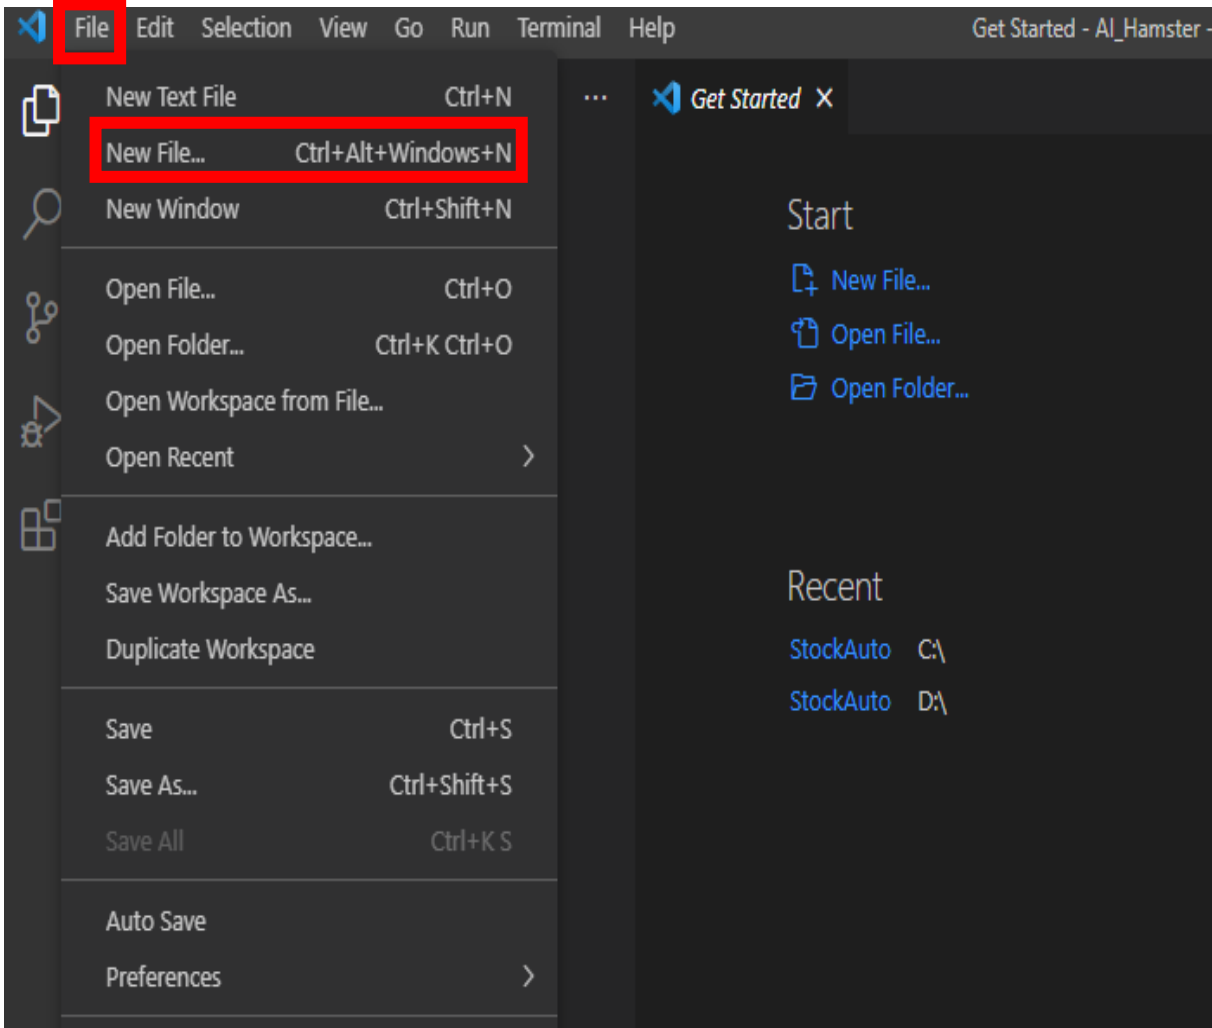 File Edit Selection View Go Run Terminal Help Get Started - AI_Hamster -
New Text File Ctrl+N
New File... Ctrl+Alt+Windows+N
New Window Ctrl+Shift+N
Open File... Ctrl+O
Open Folder... Ctrl+K Ctrl+O
Open Workspace from File...
Open Recent
Add Folder to Workspace...
Save Workspace As...
Duplicate Workspace
Save Ctrl+S
Save As... Ctrl+Shift+S
Save All Ctrl+K S
Auto Save
Preferences
... Get Started
Start
New File...
Open File...
Open Folder...
Recent
StockAuto C:\
StockAuto D:\